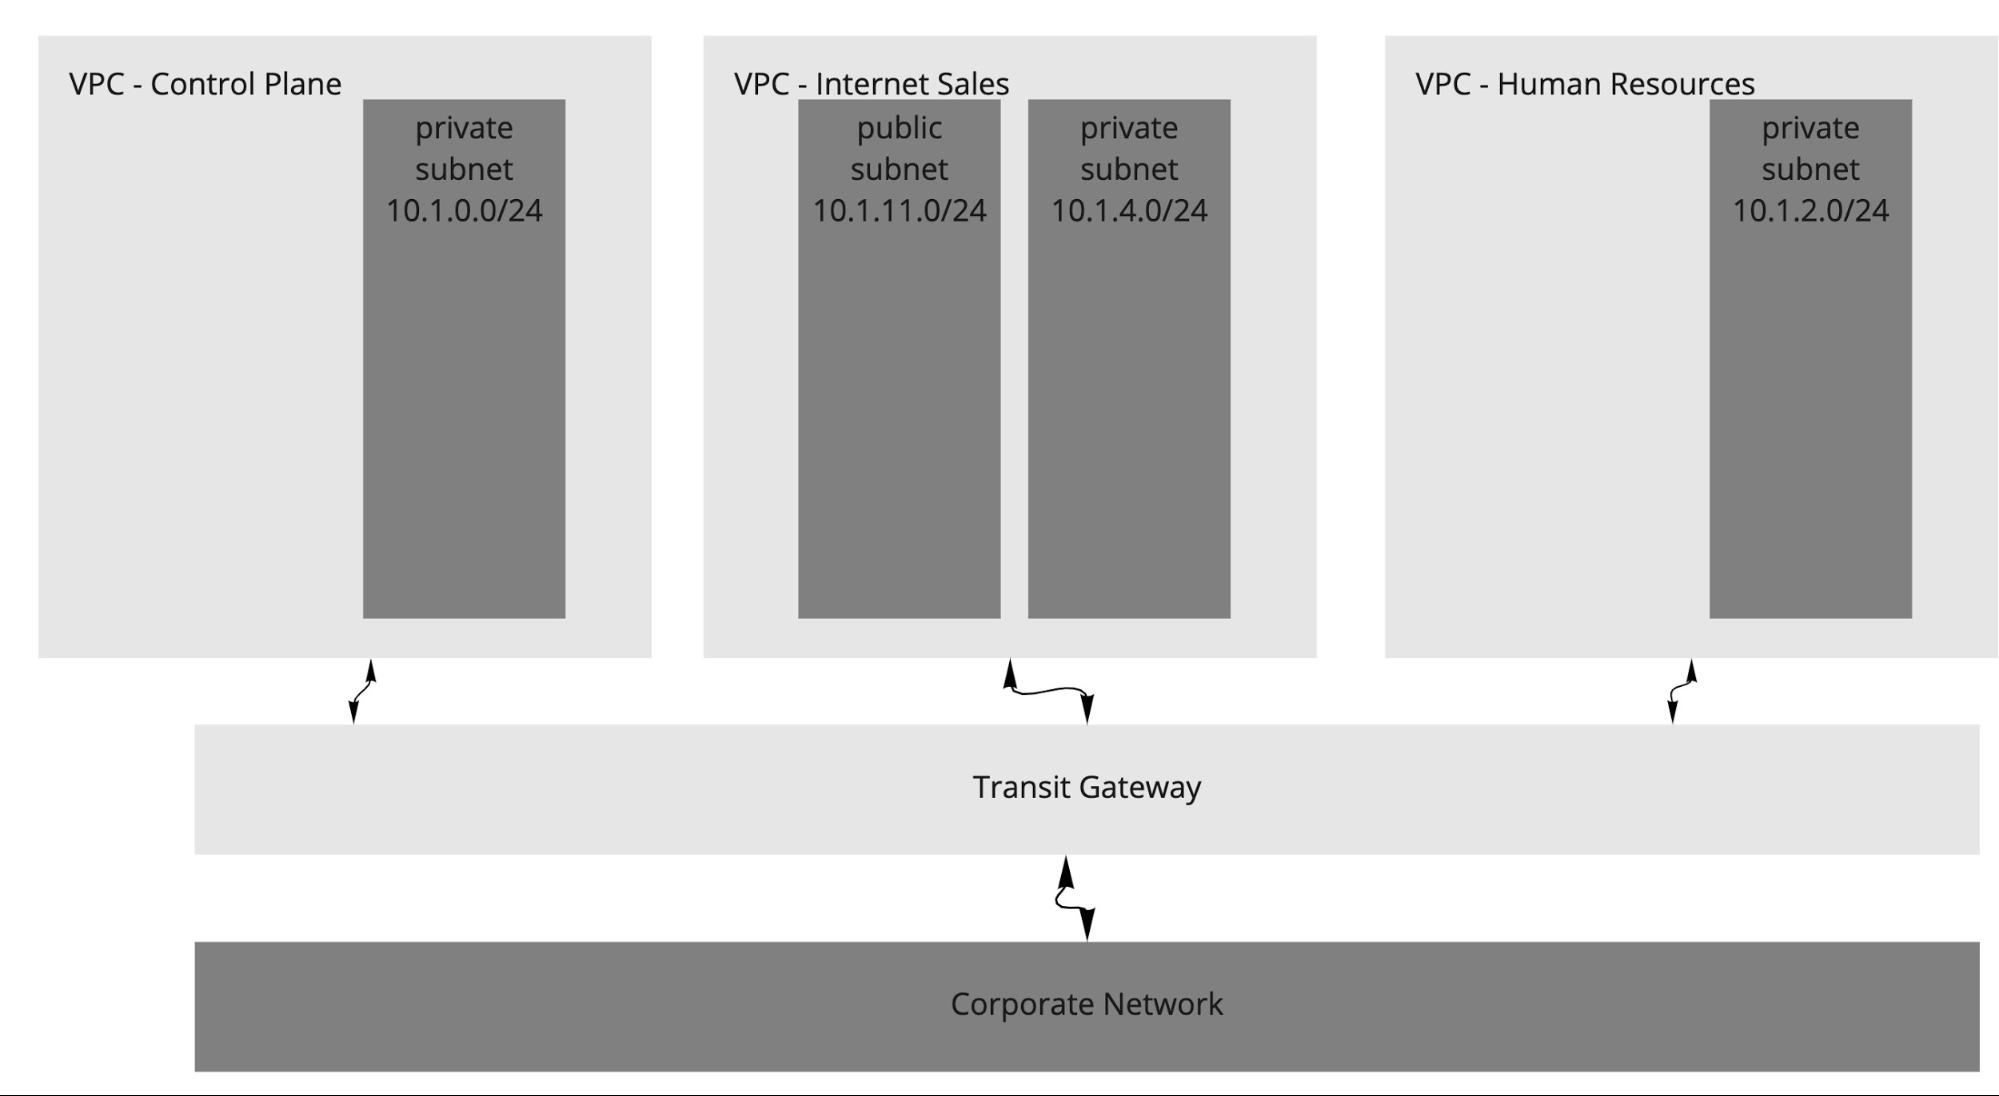 VPC - Control Plane
private
subnet
10.1.0.0/24
VPC - Internet Sales
public
subnet
10.1.11.0/24
private
subnet
10.1.4.0/24
VPC - Human Resources
private
subnet
10.1.2.0/24
Transit Gateway
Corporate Network